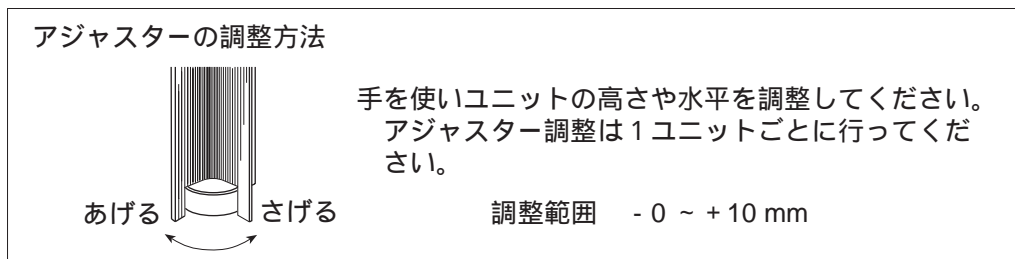 アジャスターの調整方法
手を使いユニットの高さや水平を調整してください。
アジャスター調整は1ユニットごとに行ってくだ
さい。
あげる さげる
調整範囲 - 0 ~ + 10 mm